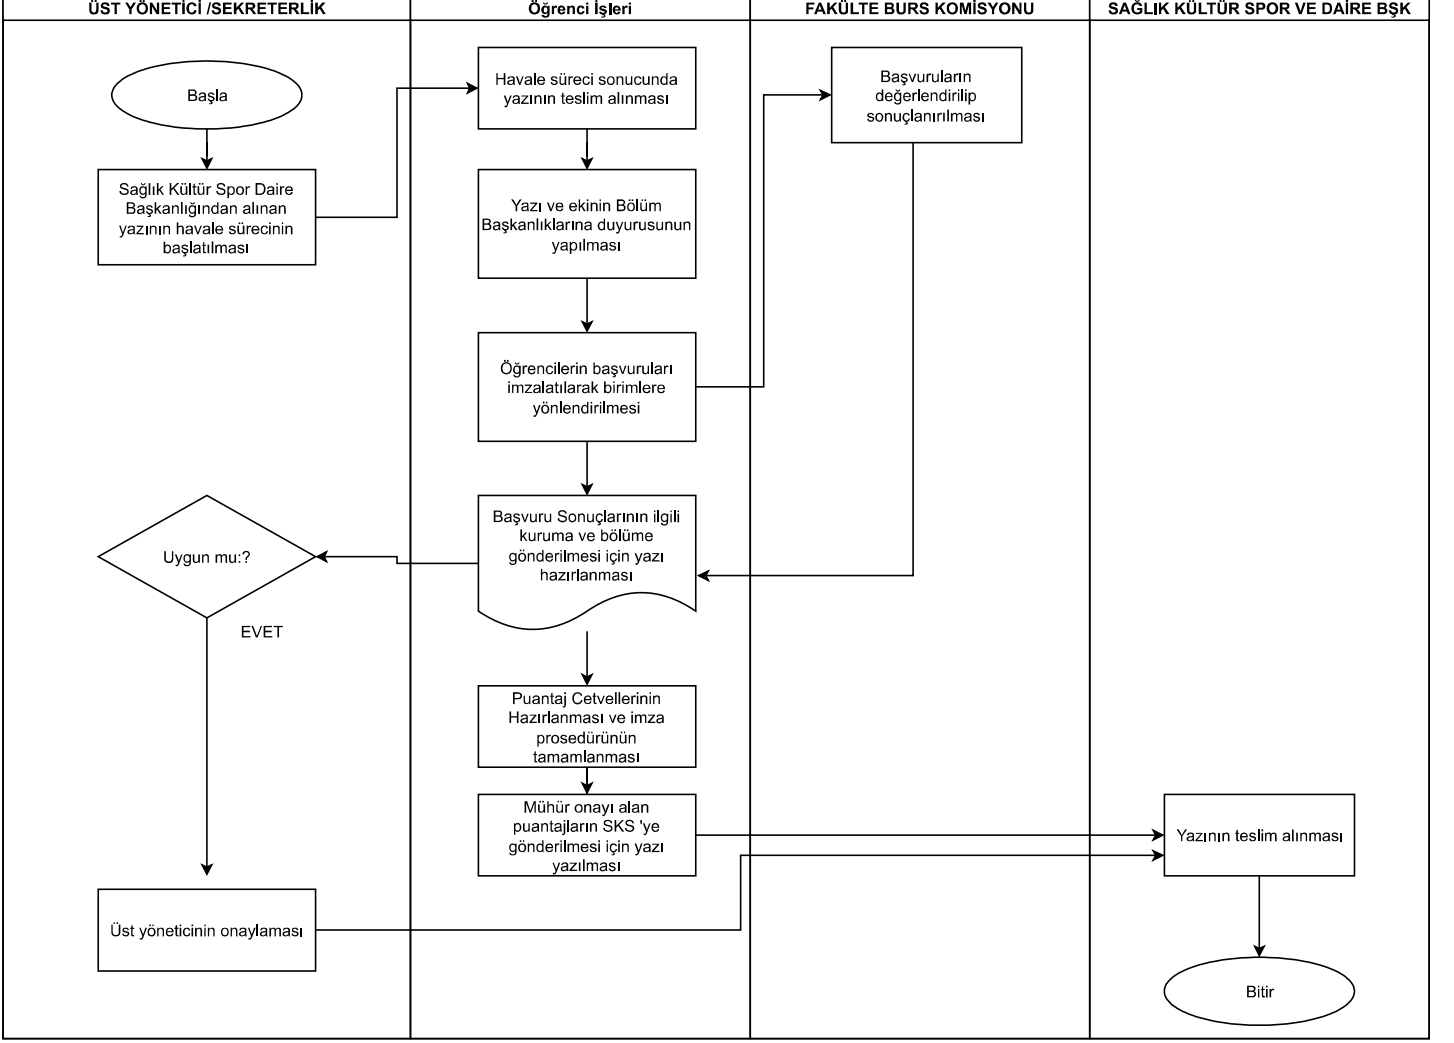 ÜST YÖNETİCİ /SEKRETERLİK
Öğrenci İşleri
FAKÜLTE BURS KOMİSYONU
SAĞLIK KÜLTÜR SPOR VE DAİRE BŞK
Başla
Sağlık Kültür Spor Daire
Başkanlığından alınan
yazının havale sürecinin
başlatılması
Havale süreci sonucunda
yazının teslim alınması
Yazı ve ekinin Bölüm
Başkanlıklarına duyurusunun
yapılması
Öğrencilerin başvuruları
imzalatılarak birimlere
yönlendirilmesi
Başvuruların
değerlendirilip
sonuçlanırılması
Başvuru Sonuçlarının ilgili
kuruma ve bölüme
gönderilmesi için yazı
hazırlanması
Uygun mu:?
EVET
Puantaj Cetvellerinin
Hazırlanması ve imza
prosedürünün
tamamlanması
Mühür onayı alan
puantajların SKS 'ye
gönderilmesi için yazı
yazılması
Üst yöneticinin onaylaması
Yazının teslim alınması
Bitir